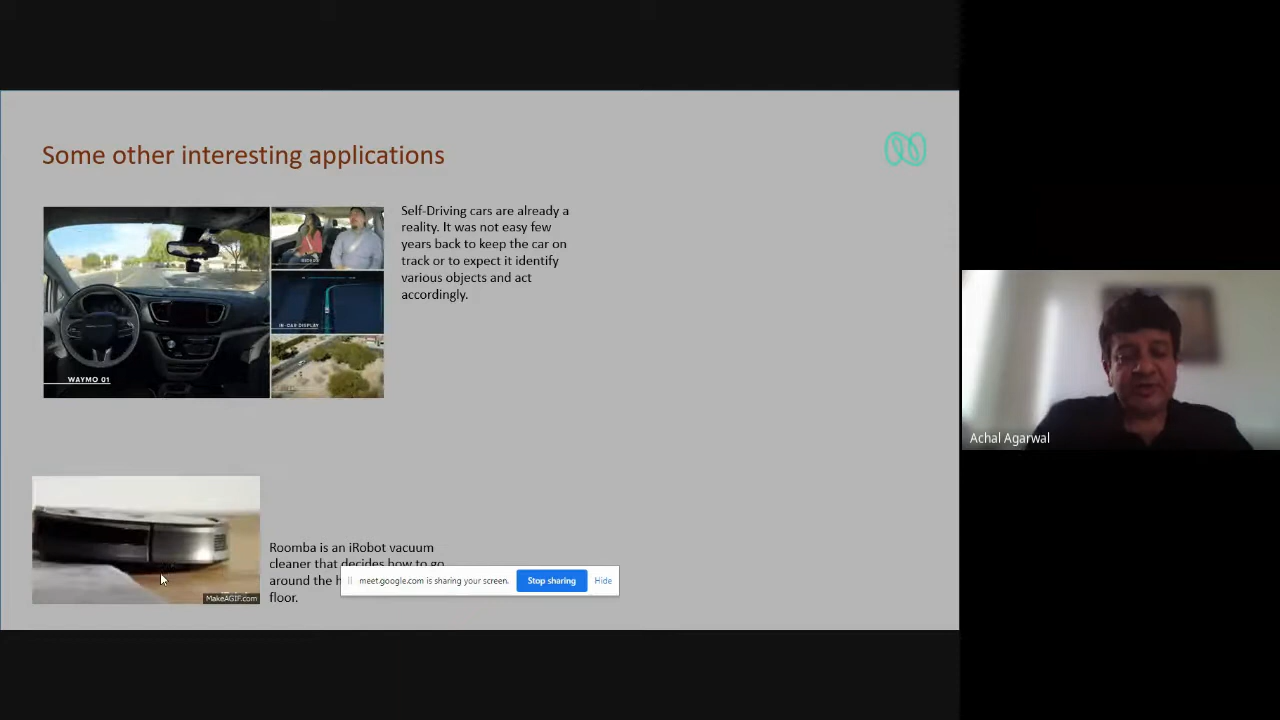 Some other interesting applications
Self-Driving cars are already a
reality. It was not easy few
years back to keep the car on
track or to expect it identify
various objects and act
accordingly.
IN-CAR DISPLAY
WAYMO 01
Achal Agarwal
Roomba is an iRobot vacuum
cleaner that decides how to go
around the h
floor.
meet.google.com is sharing your screen.
Stop sharing
Hide
MakeAGIF.com